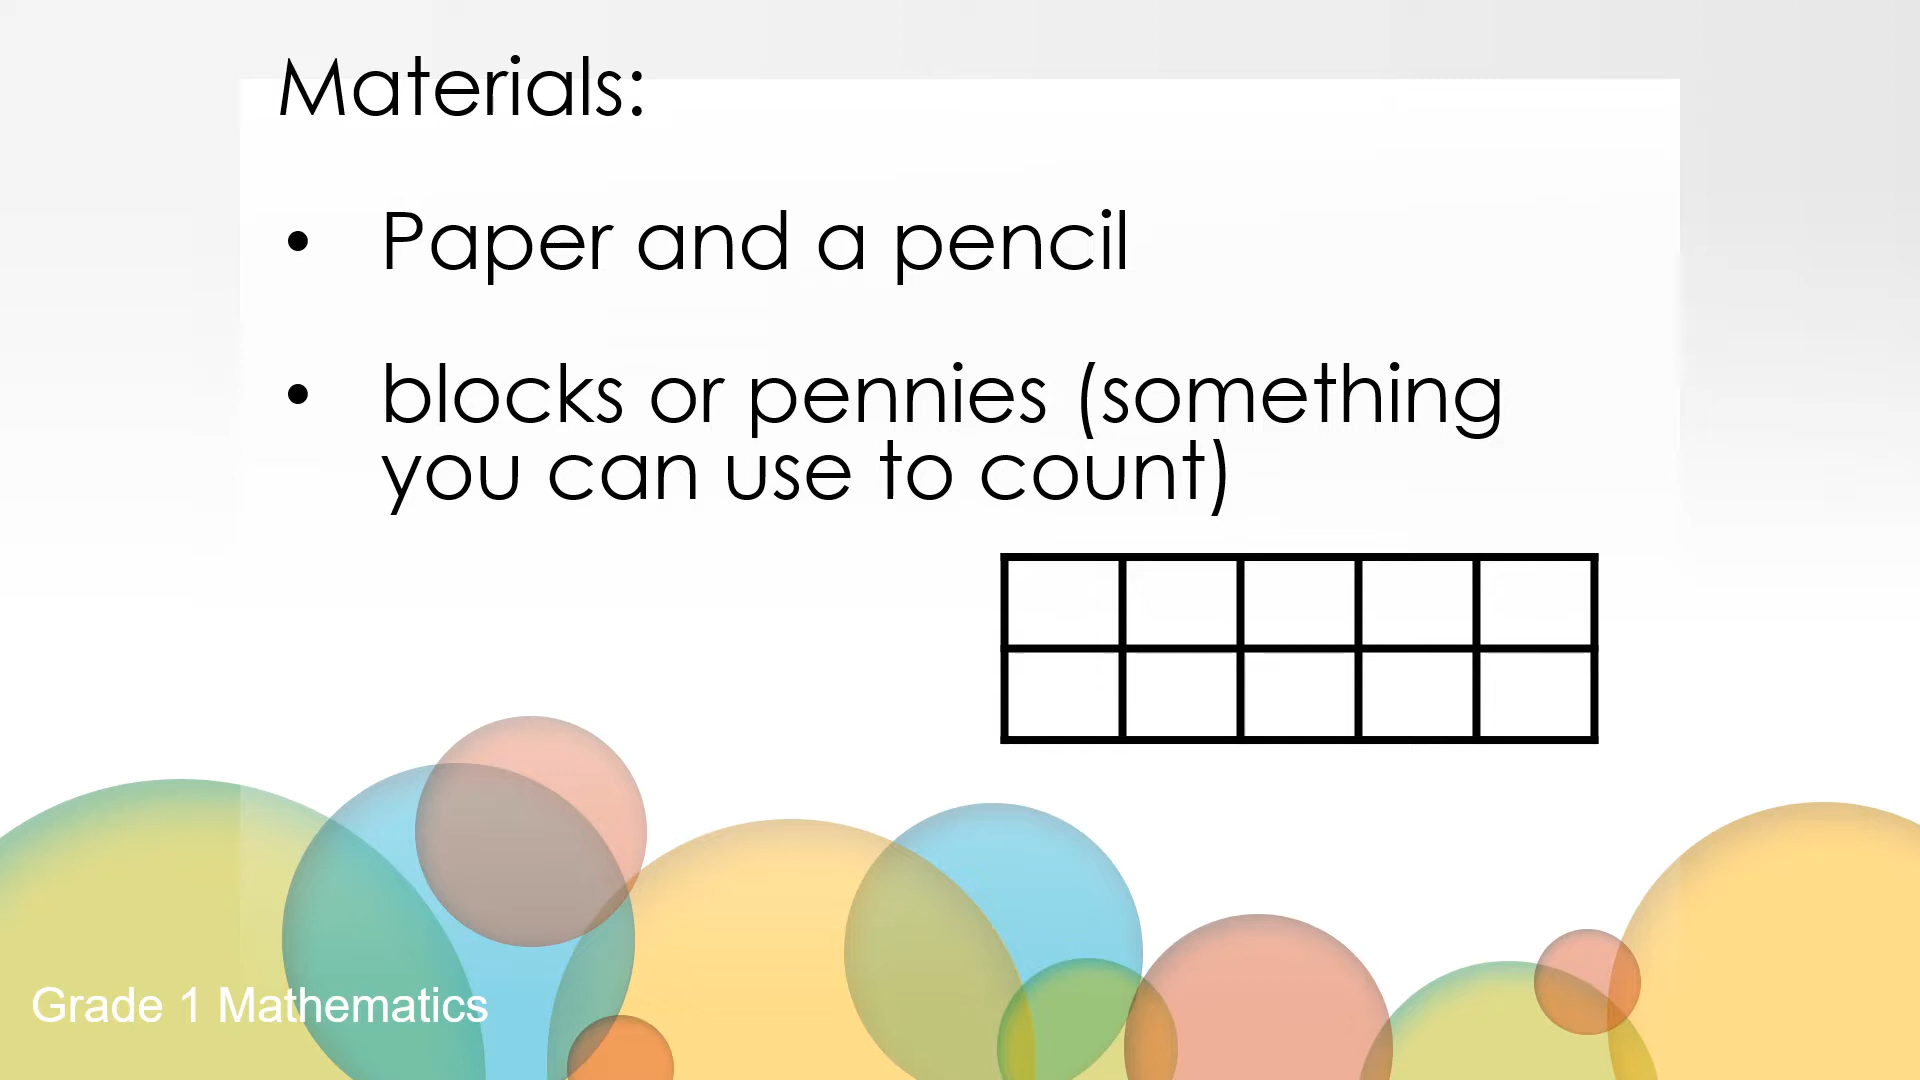 Materials:
• Paper and a pencil
• blocks or pennies (something
you can use to count)
Grade 1 Mathematics